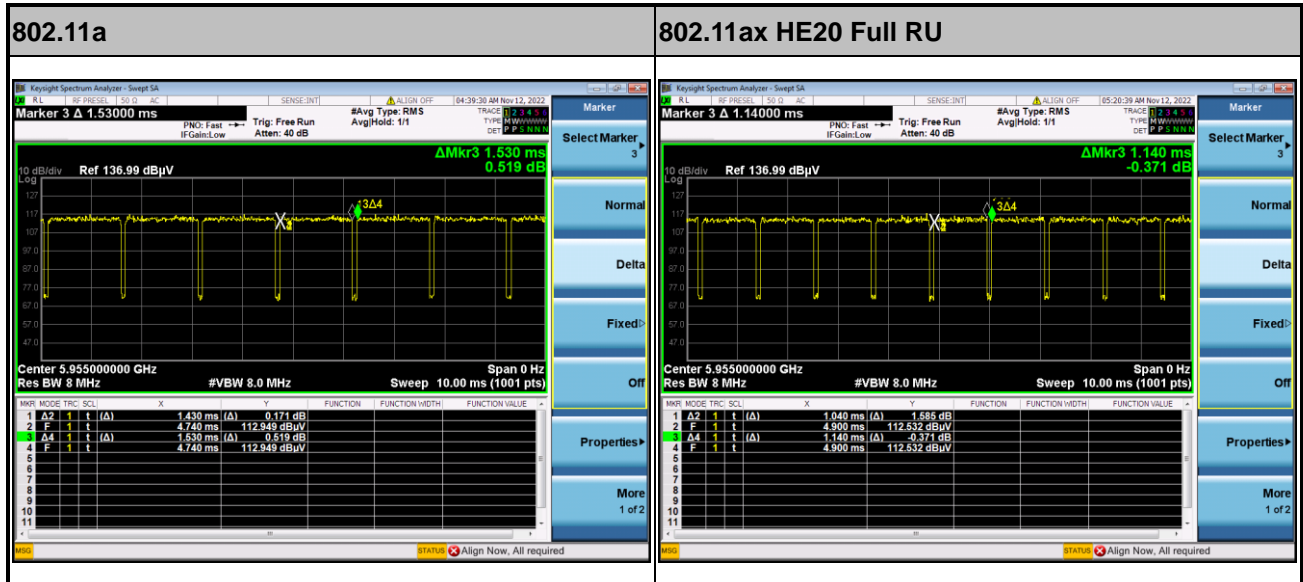 802.11a
802.11ax HE20 Full RU
Keysight Spectrum Analyzer - Swept SA
RL RF PRESEL 50 Ω AC SENSE:INT ALIGN OFF 04:39:30 AM Nov 12, 2022
Marker 3 Δ 1.53000 ms
PNO: Fast Trig: Free Run #Avg Type: RMS TRACE 1 2 3 4 5 6
IFGain:Low Atten: 40 dB Avg|Hold: 1/1 TYPE MWWWWW
DET P P S N N N
ΔMkr3 1.530 ms
0.519 dB
10 dB/div Ref 136.99 dBμV
Log
127
117
107
97.0
87.0
77.0
67.0
57.0
47.0
3Δ4
Center 5.955000000 GHz Span 0 Hz
Res BW 8 MHz #VBW 8.0 MHz Sweep 10.00 ms (1001 pts)
MKR MODE TRC SCL X Y FUNCTION FUNCTION WIDTH FUNCTION VALUE
1 Δ2 1 t (Δ) 1.430 ms (Δ) 0.171 dB
2 F 1 t 4.740 ms 112.949 dBμV
3 Δ4 1 t (Δ) 1.530 ms (Δ) 0.519 dB
4 F 1 t 4.740 ms 112.949 dBμV
5
6
7
8
9
10
11
MSG STATUS Align Now, All required
Marker
Select Marker
3
Normal
Delta
Fixed
Off
Properties
More
1 of 2
Keysight Spectrum Analyzer - Swept SA
RL RF PRESEL 50 Ω AC SENSE:INT ALIGN OFF 05:20:39 AM Nov 12, 2022
Marker 3 Δ 1.14000 ms
PNO: Fast Trig: Free Run #Avg Type: RMS TRACE 1 2 3 4 5 6
IFGain:Low Atten: 40 dB Avg|Hold: 1/1 TYPE MWWWWW
DET P P S N N N
ΔMkr3 1.140 ms
-0.371 dB
10 dB/div Ref 136.99 dBμV
Log
127
117
107
97.0
87.0
77.0
67.0
57.0
47.0
3Δ4
Center 5.955000000 GHz Span 0 Hz
Res BW 8 MHz #VBW 8.0 MHz Sweep 10.00 ms (1001 pts)
MKR MODE TRC SCL X Y FUNCTION FUNCTION WIDTH FUNCTION VALUE
1 Δ2 1 t (Δ) 1.040 ms (Δ) 1.585 dB
2 F 1 t 4.900 ms 112.532 dBμV
3 Δ4 1 t (Δ) 1.140 ms (Δ) -0.371 dB
4 F 1 t 4.900 ms 112.532 dBμV
5
6
7
8
9
10
11
MSG STATUS Align Now, All required
Marker
Select Marker
3
Normal
Delta
Fixed
Off
Properties
More
1 of 2